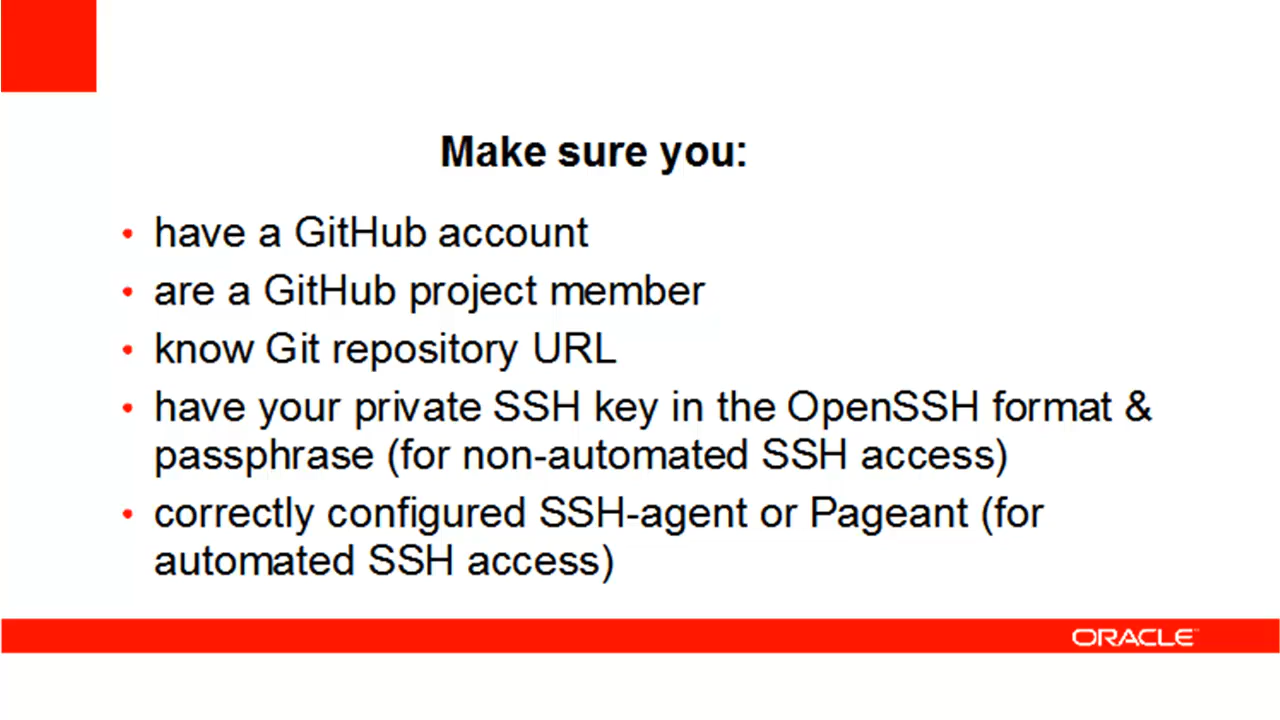 Make sure you:
• have a GitHub account
• are a GitHub project member
• know Git repository URL
• have your private SSH key in the OpenSSH format &
passphrase (for non-automated SSH access)
• correctly configured SSH-agent or Pageant (for
automated SSH access)
ORACLE™